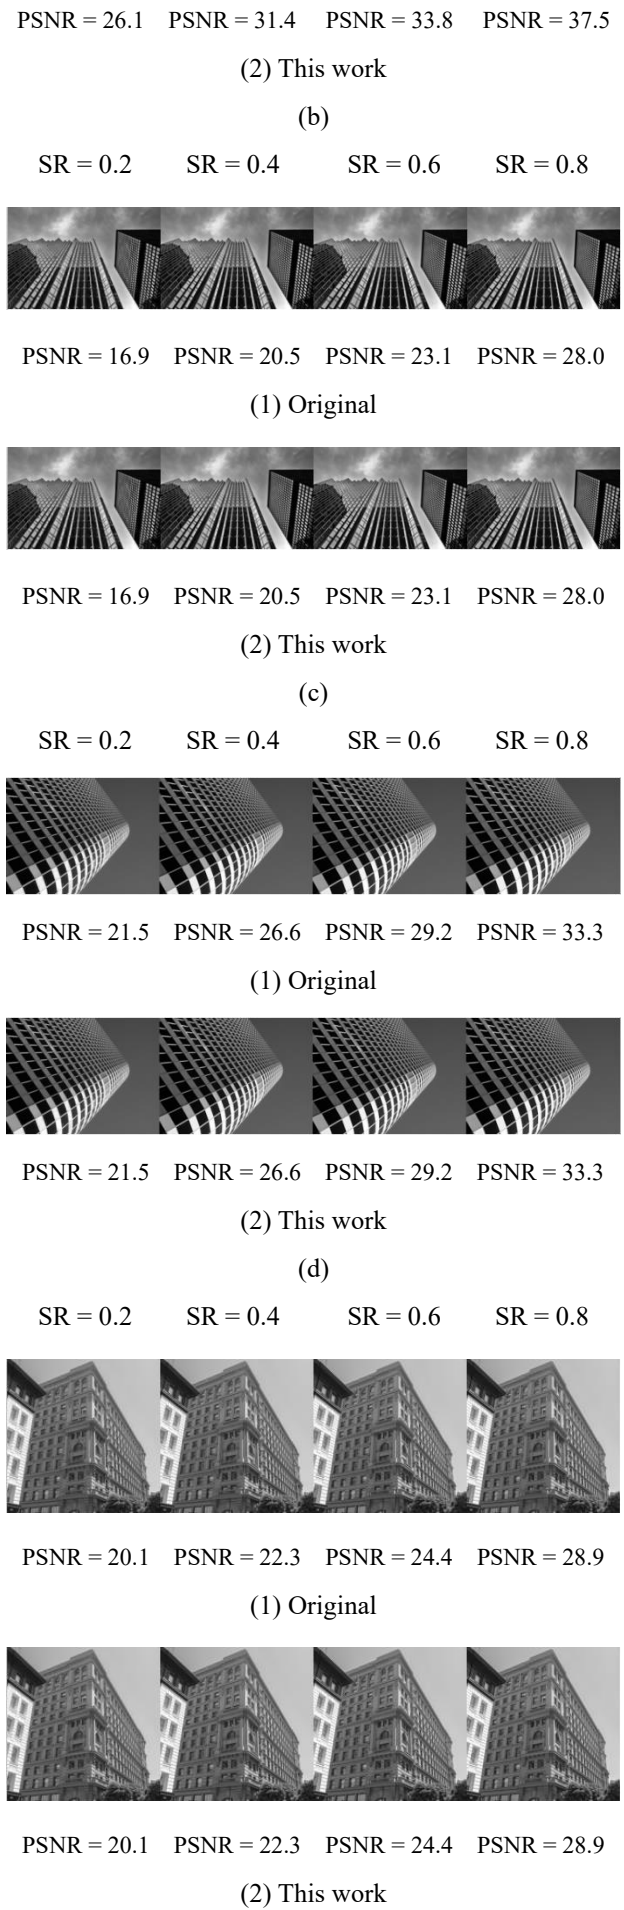 PSNR = 26.1 PSNR = 31.4 PSNR = 33.8 PSNR = 37.5
(2) This work
(b)
SR = 0.2 SR = 0.4 SR = 0.6 SR = 0.8
PSNR = 16.9 PSNR = 20.5 PSNR = 23.1 PSNR = 28.0
(1) Original
PSNR = 16.9 PSNR = 20.5 PSNR = 23.1 PSNR = 28.0
(2) This work
(c)
SR = 0.2 SR = 0.4 SR = 0.6 SR = 0.8
PSNR = 21.5 PSNR = 26.6 PSNR = 29.2 PSNR = 33.3
(1) Original
PSNR = 21.5 PSNR = 26.6 PSNR = 29.2 PSNR = 33.3
(2) This work
(d)
SR = 0.2 SR = 0.4 SR = 0.6 SR = 0.8
PSNR = 20.1 PSNR = 22.3 PSNR = 24.4 PSNR = 28.9
(1) Original
PSNR = 20.1 PSNR = 22.3 PSNR = 24.4 PSNR = 28.9
(2) This work